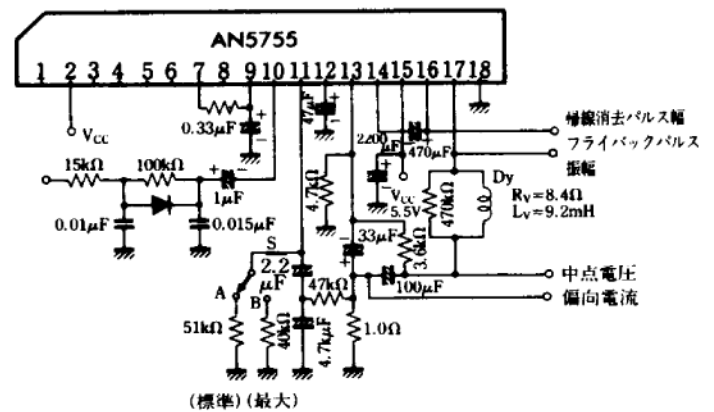 AN5755
1 2 3 4 5 6 7 8 9 10 11 12 13 14 15 16 17 18
VCC
0.33μF
47μF
2200μF
470μF
帰線消去パルス幅
フライバックパルス
振幅
15kΩ
100kΩ
1μF
4.7kΩ
VCC
5.5V
470kΩ
Dy
RV=8.4Ω
LV=9.2mH
0.01μF
0.015μF
33μF
3.6kΩ
S
2.2
μF
A
B
47kΩ
100μF
中点電圧
偏向電流
51kΩ
40kΩ
4.7kμF
1.0Ω
(標準)(最大)